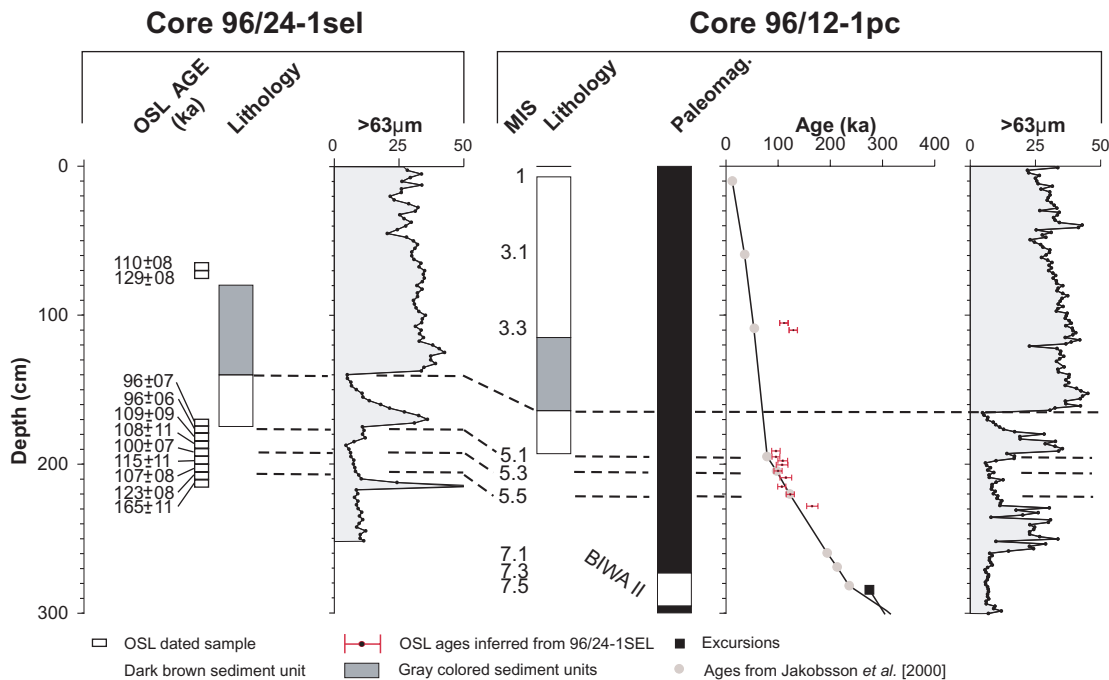 Core 96/24-1sel
Core 96/12-1pc
OSL AGE
(ka)
Lithology
>63µm
0 25 50
MIS
Lithology
Paleomag.
Age (ka)
0 100 200 300 400
>63µm
0 25 50
Depth (cm)
0
100
200
300
110±08
129±08
96±07
96±06
109±09
108±11
100±07
115±11
107±08
123±08
165±11
1
3.1
3.3
5.1
5.3
5.5
7.1
7.3
7.5
BIWA II
OSL dated sample
OSL ages inferred from 96/24-1SEL
Excursions
Dark brown sediment unit
Gray colored sediment units
Ages from Jakobsson et al. [2000]